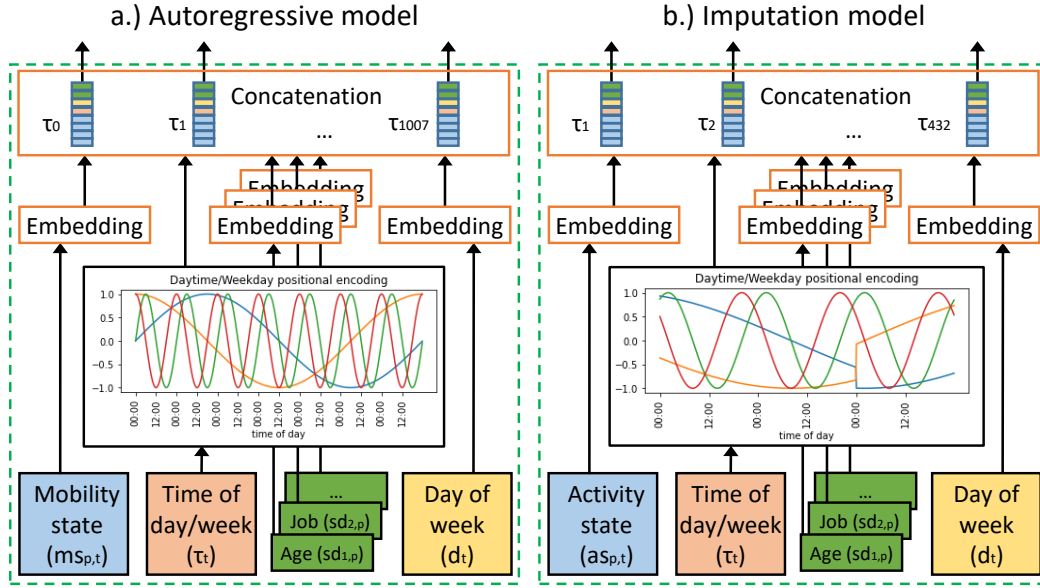 a.) Autoregressive model
Concatenation
τ0
τ1
...
τ1007
Embedding
Embedding
Embedding
Embedding
Embedding
Daytime/Weekday positional encoding
1.0
0.5
0.0
−0.5
−1.0
00:00
12:00
00:00
12:00
00:00
12:00
00:00
12:00
00:00
12:00
00:00
12:00
00:00
12:00
time of day
Mobility
state
(msp,t)
Time of
day/week
(τt)
...
Job (sd2,p)
Age (sd1,p)
Day of
week
(dt)
b.) Imputation model
Concatenation
τ1
τ2
...
τ432
Embedding
Embedding
Embedding
Embedding
Embedding
Daytime/Weekday positional encoding
1.0
0.5
0.0
−0.5
−1.0
00:00
12:00
00:00
12:00
00:00
12:00
time of day
Activity
state
(asp,t)
Time of
day/week
(τt)
...
Job (sd2,p)
Age (sd1,p)
Day of
week
(dt)